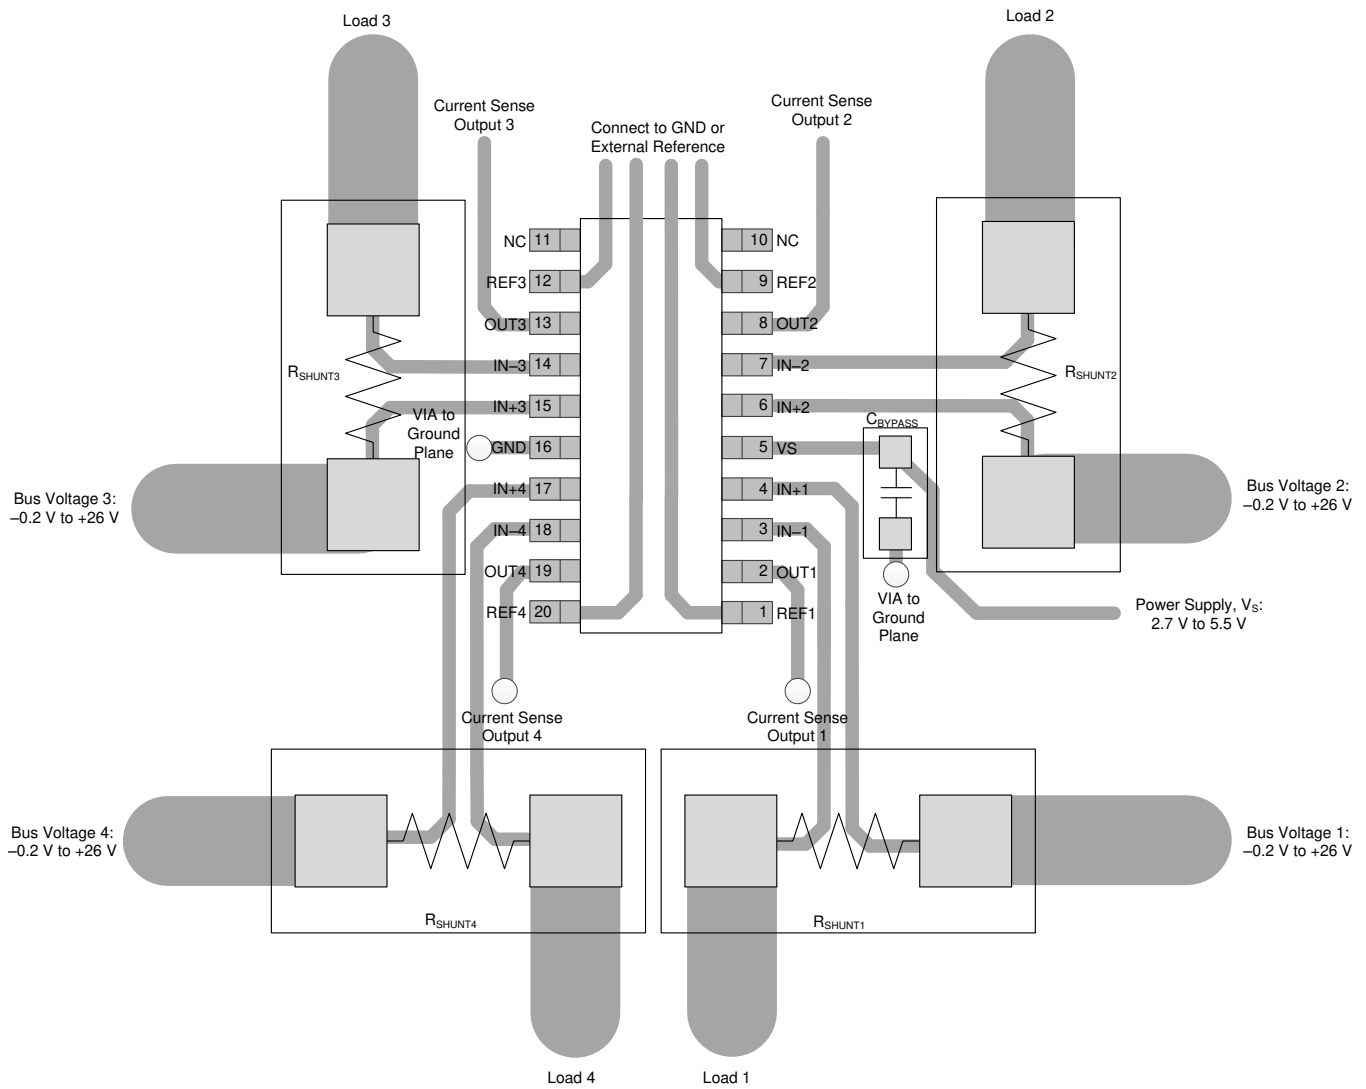 Load 3
Load 2
Current Sense
Output 3
Connect to GND or
External Reference
Current Sense
Output 2
NC 11
10 NC
REF3 12
9 REF2
OUT3 13
8 OUT2
IN–3 14
7 IN–2
RSHUNT3
RSHUNT2
IN+3 15
6 IN+2
VIA to
Ground
Plane
CBYPASS
GND 16
5 VS
IN+4 17
4 IN+1
Bus Voltage 3:
–0.2 V to +26 V
Bus Voltage 2:
–0.2 V to +26 V
IN–4 18
3 IN–1
OUT4 19
2 OUT1
REF4 20
1 REF1
VIA to
Ground
Plane
Power Supply, VS:
2.7 V to 5.5 V
Current Sense
Output 4
Current Sense
Output 1
Bus Voltage 4:
–0.2 V to +26 V
Bus Voltage 1:
–0.2 V to +26 V
RSHUNT4
RSHUNT1
Load 4
Load 1